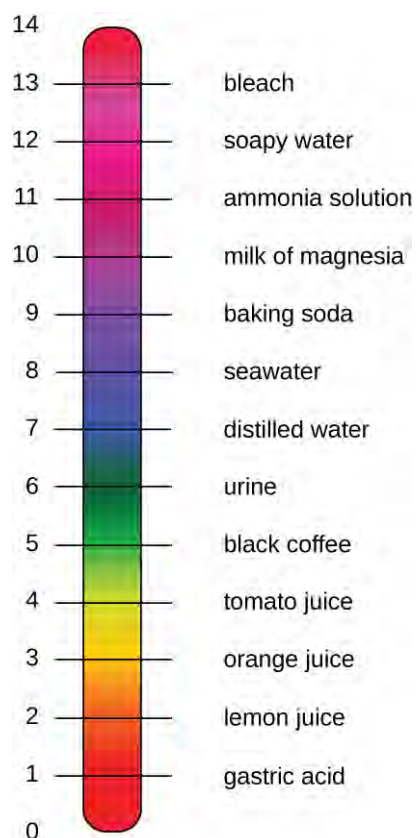 14
13 bleach
12 soapy water
11 ammonia solution
10 milk of magnesia
9 baking soda
8 seawater
7 distilled water
6 urine
5 black coffee
4 tomato juice
3 orange juice
2 lemon juice
1 gastric acid
0